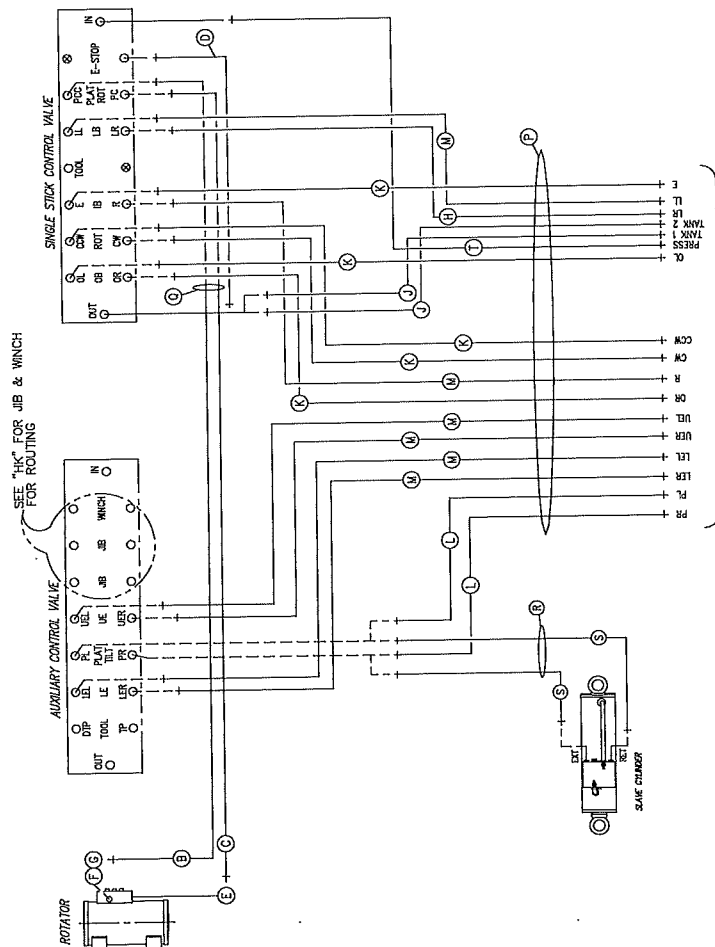 SINGLE STICK CONTROL VALVE
IN
E-STOP
PCC
PLAT
ROT
PC
LL
LB
LR
TOOL
E
IB
R
CCW
ROT
CW
OL
OB
OR
OUT
D
M
K
H
T
J
J
K
Q
K
K
M
K
P
E
LL
LR
TANK 2
TANK 1
PRESS
OL
CCW
CW
R
OR
UEL
UER
LEL
LER
PL
PR
SEE "HK" FOR JIB & WINCH
FOR ROUTING
AUXILIARY CONTROL VALVE
IN
WINCH
JIB
JIB
UEL
UE
UER
PL
PLAT
TILT
PR
LEL
LE
LER
DTP
TOOL
TP
OUT
M
M
M
M
L
L
R
S
S
EXT
RET
SLAVE CYLINDER
ROTATOR
F
G
B
C
E